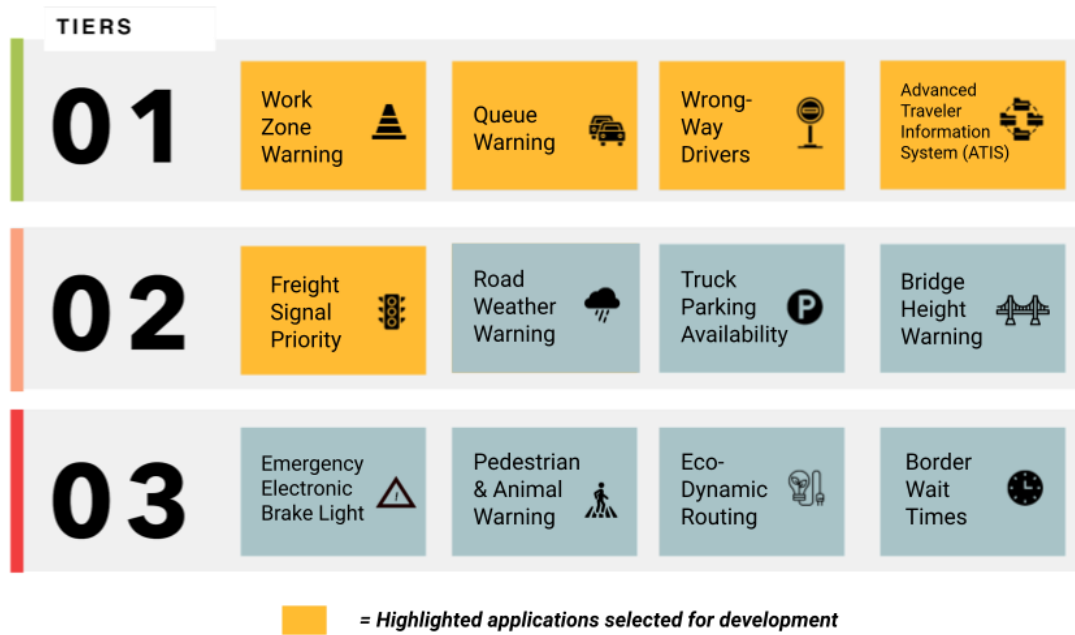 TIERS
01
Work
Zone
Warning
Queue
Warning
Wrong-
Way
Drivers
Advanced
Traveler
Information
System (ATIS)
02
Freight
Signal
Priority
Road
Weather
Warning
Truck
Parking
Availability
P
Bridge
Height
Warning
03
Emergency
Electronic
Brake Light
!
Pedestrian
& Animal
Warning
Eco-
Dynamic
Routing
Border
Wait
Times
= Highlighted applications selected for development